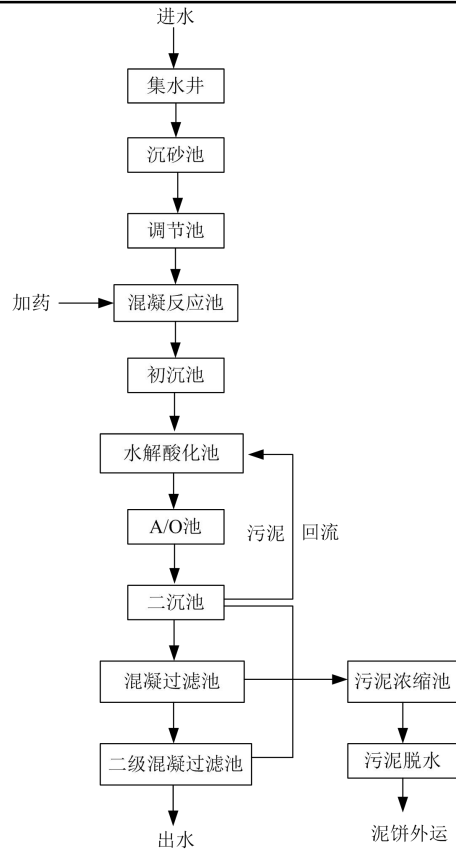 进水
集水井
沉砂池
调节池
加药
混凝反应池
初沉池
水解酸化池
A/O池
污泥 回流
二沉池
混凝过滤池
污泥浓缩池
二级混凝过滤池
污泥脱水
出水
泥饼外运